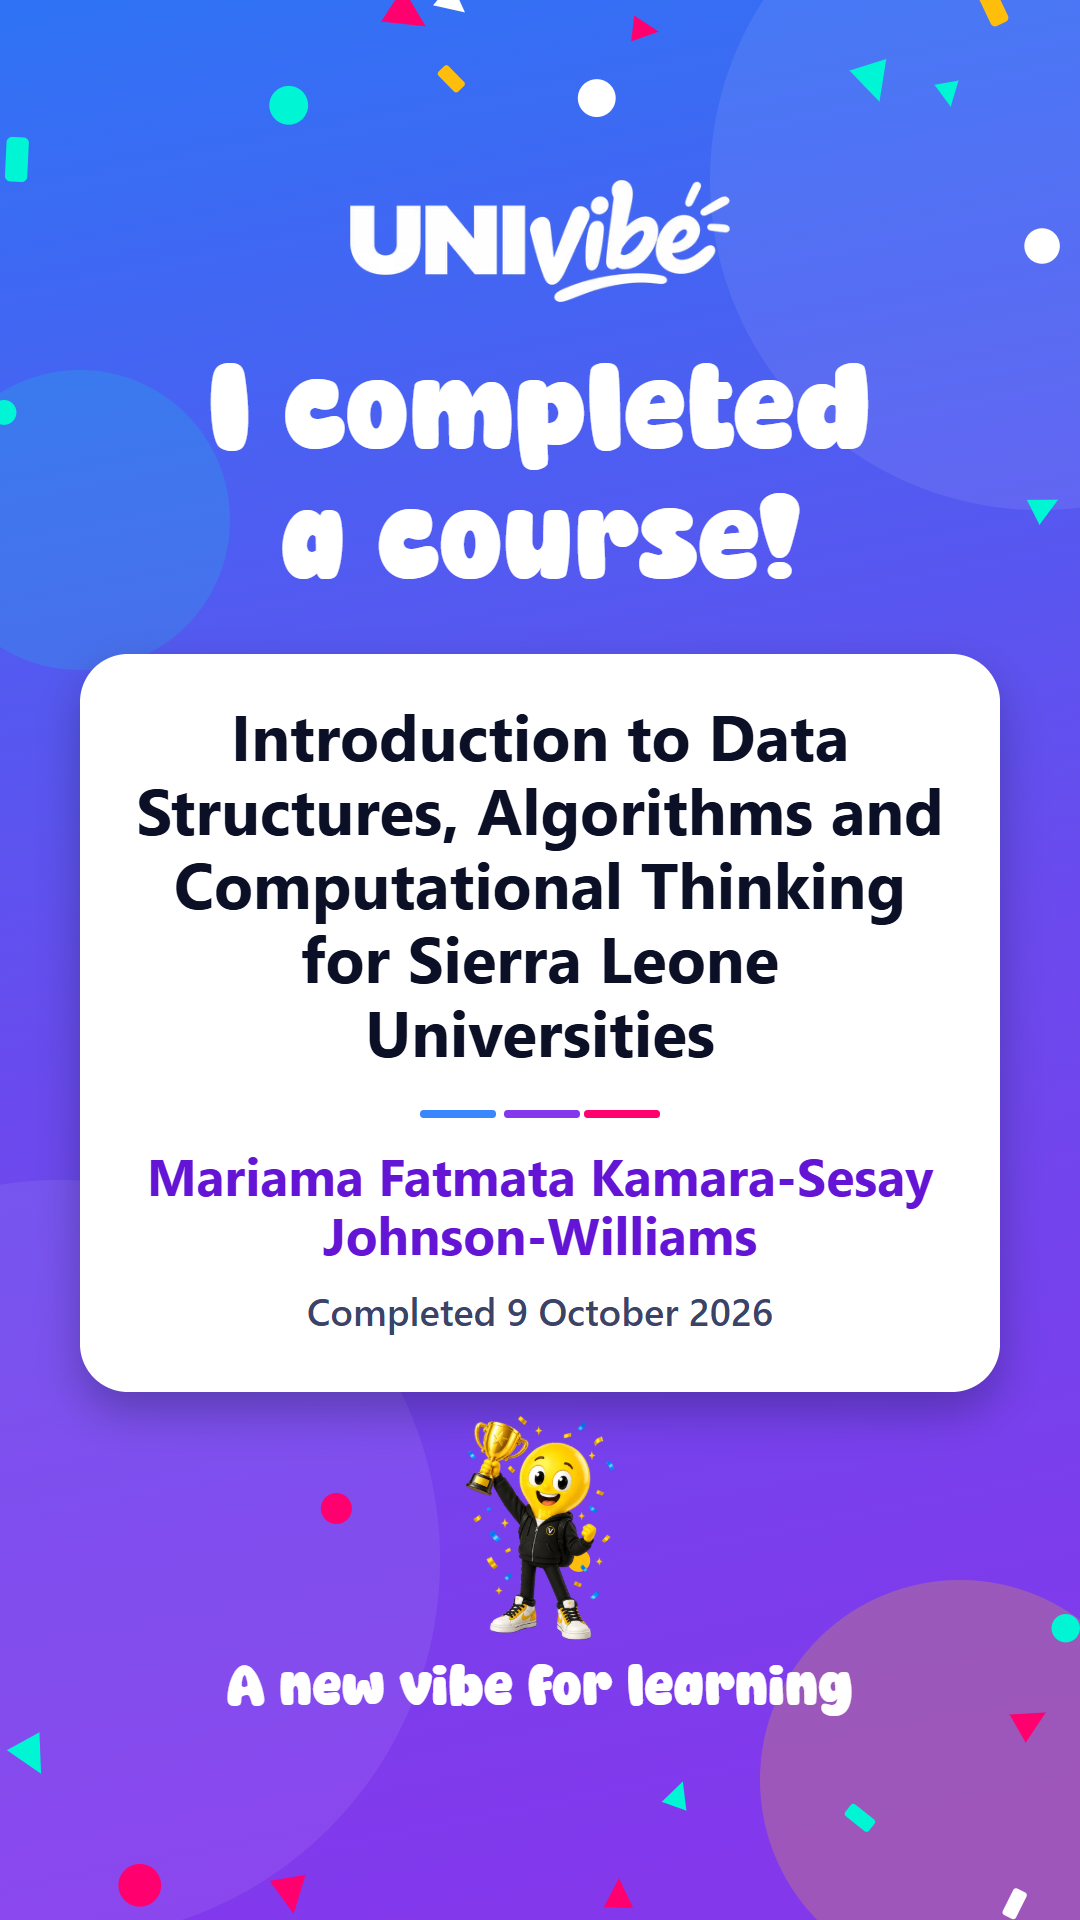 UNIvibe
I completed
a course!
Introduction to Data
Structures, Algorithms and
Computational Thinking
for Sierra Leone
Universities
Mariama Fatmata Kamara-Sesay
Johnson-Williams
Completed 9 October 2026
V
A new vibe for learning